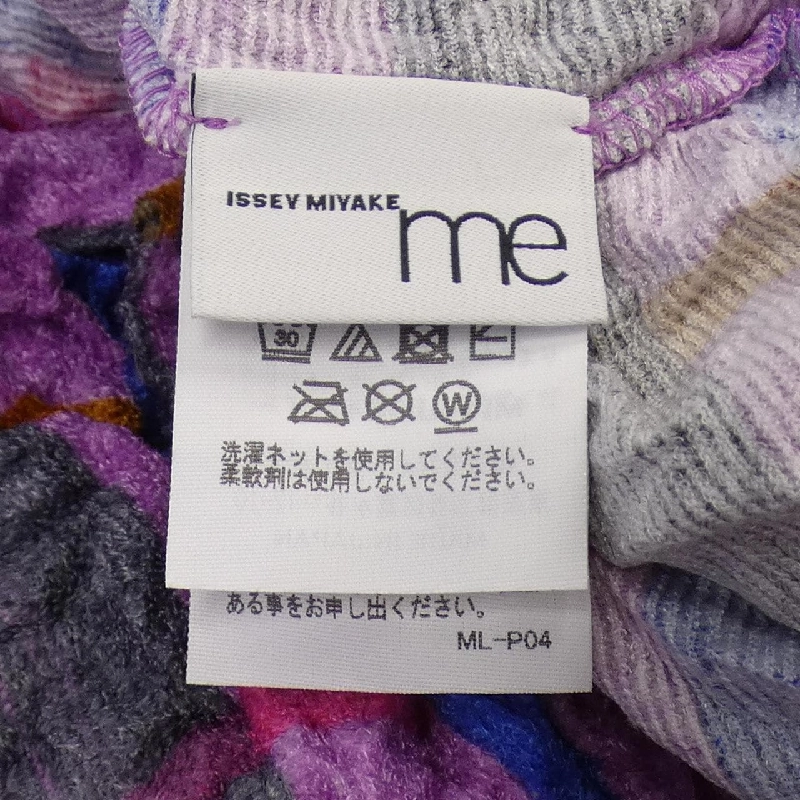 ISSEY MIYAKE
me
30
W
洗濯ネットを使用してください。
柔軟剤は使用しないでください。
ある事をお申し出ください。
ML-P04